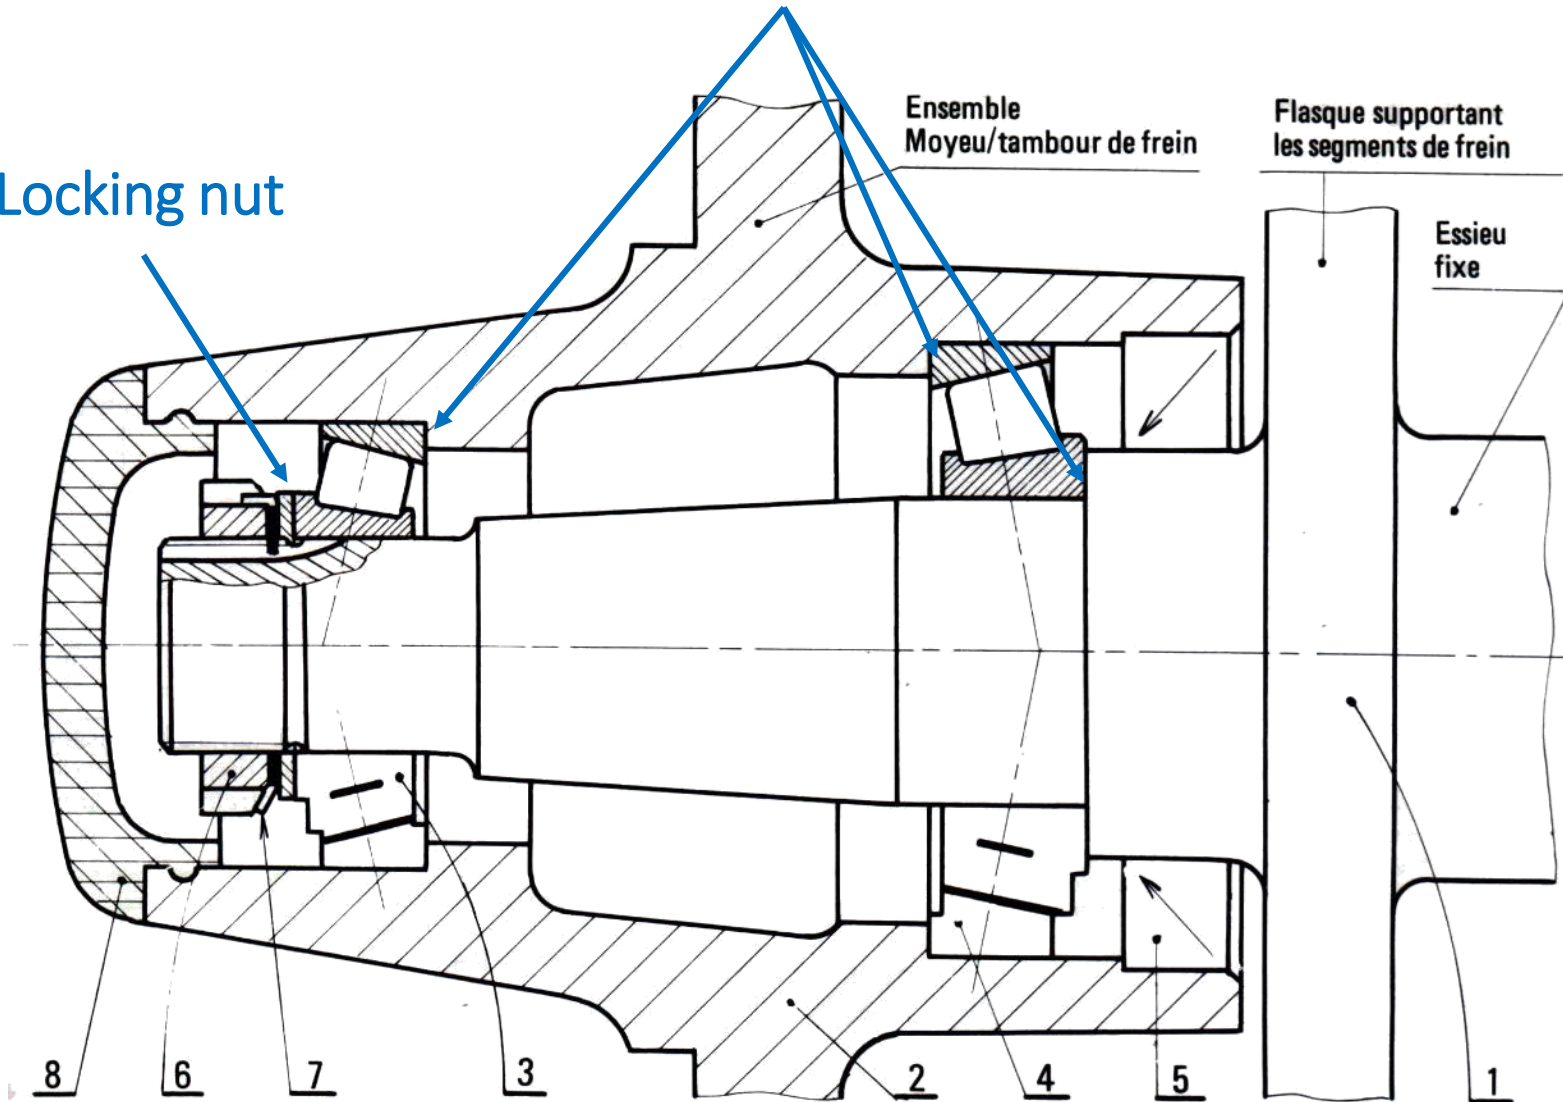 Ensemble
Moyeu/tambour de frein
Flasque supportant
les segments de frein
Locking nut
Essieu
fixe
8
6
7
3
2
4
5
1